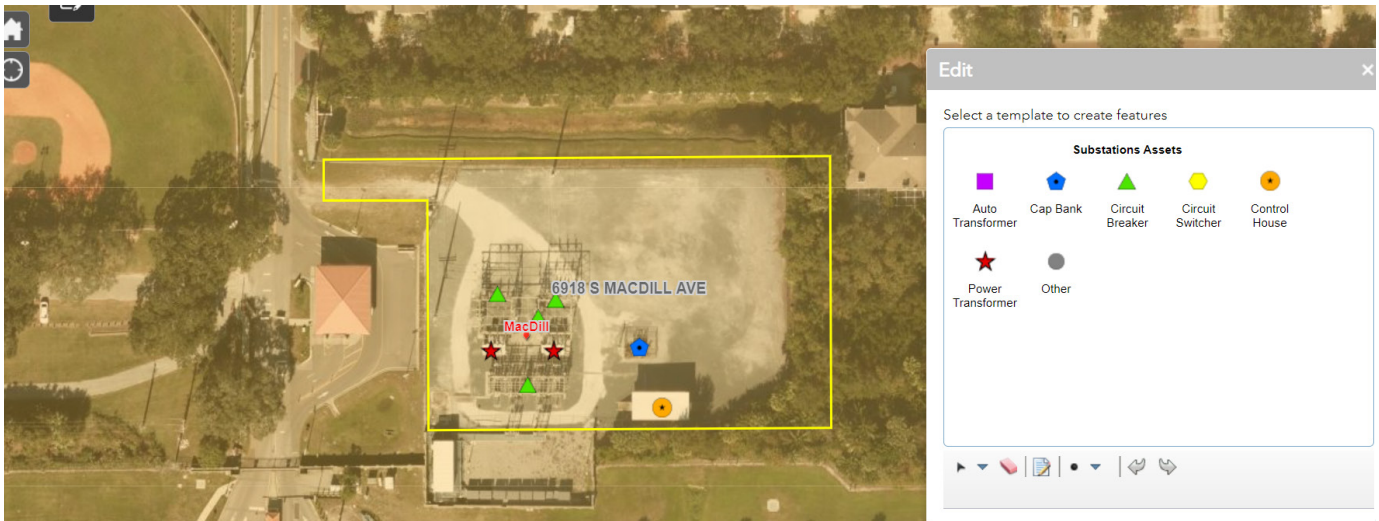 Edit
Select a template to create features
Substations Assets
Auto
Transformer
Cap Bank
Circuit
Breaker
Circuit
Switcher
Control
House
Power
Transformer
Other
6918 S MACDILL AVE
MacDill